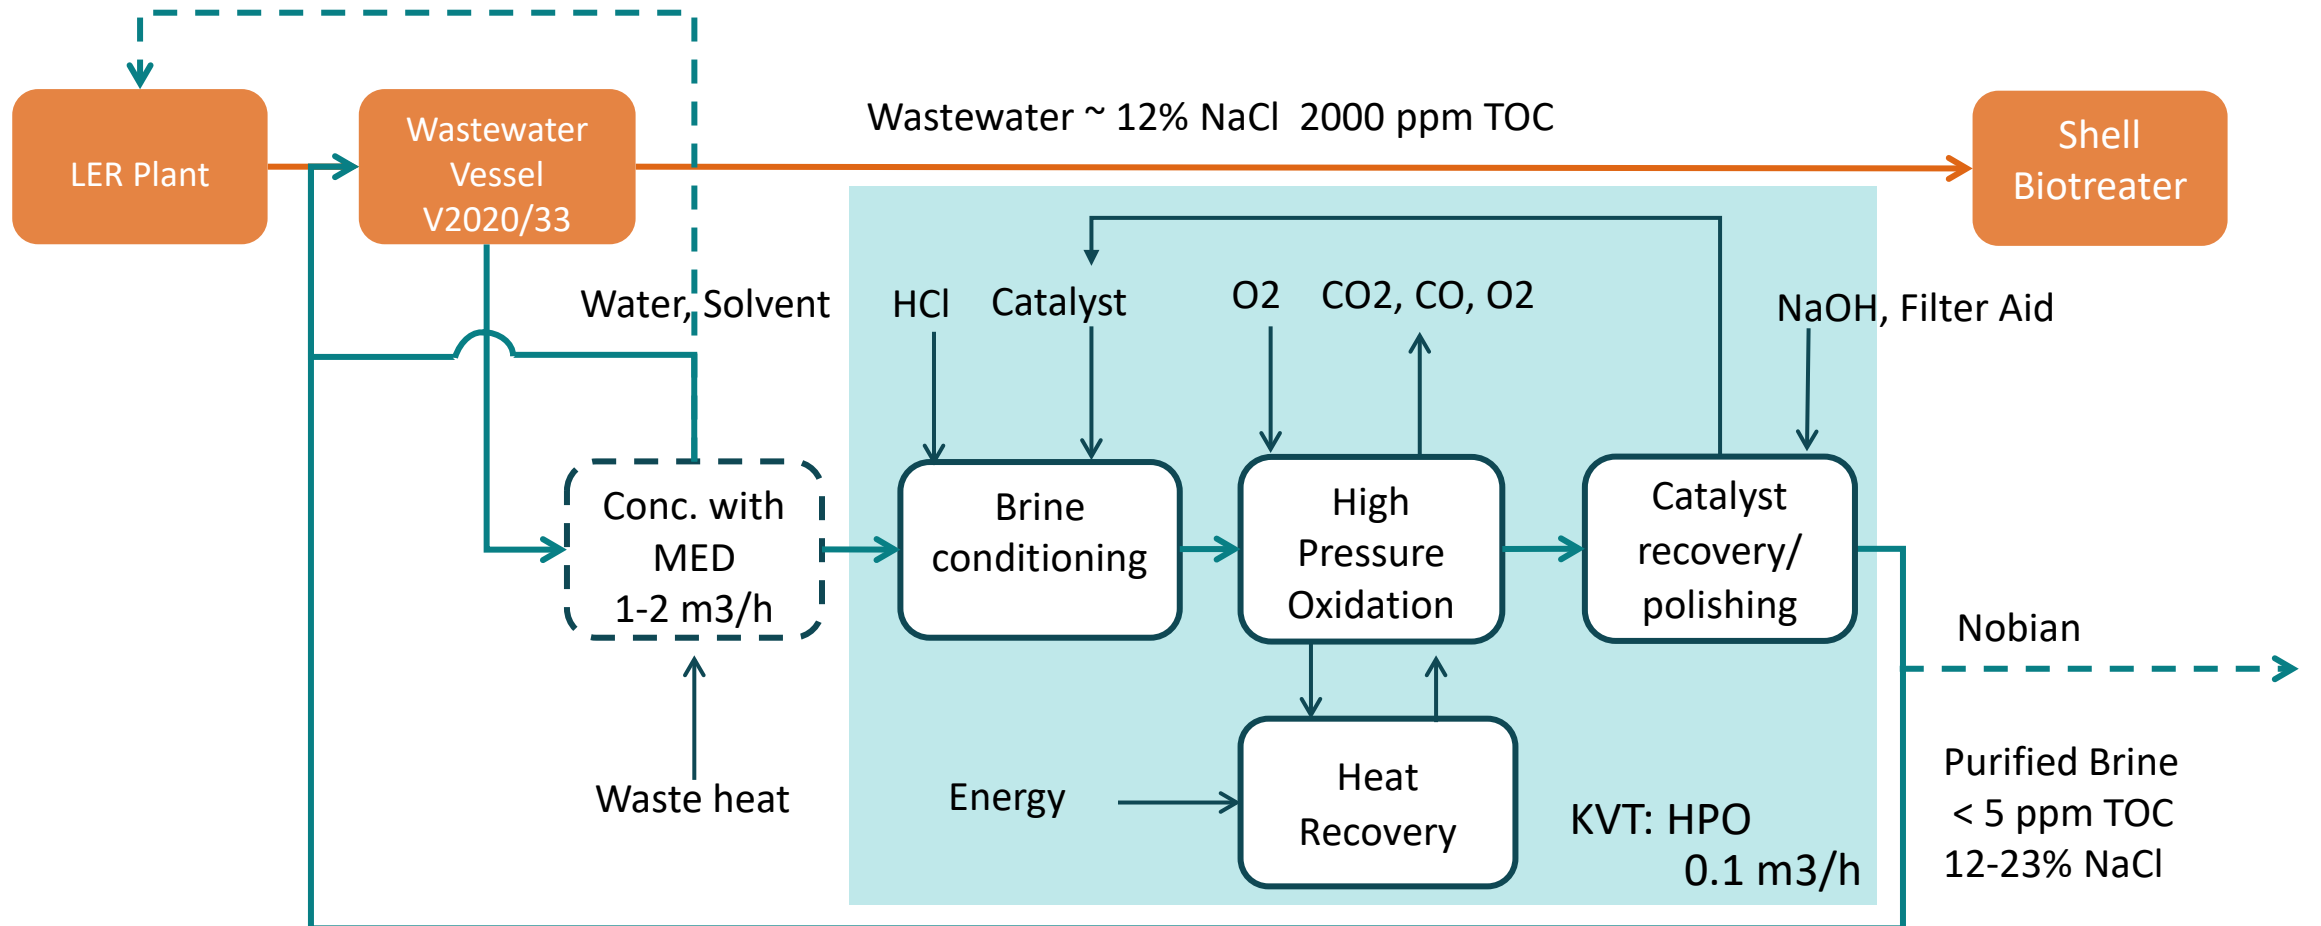 LER Plant
Wastewater
Vessel
V2020/33
Wastewater ~ 12% NaCl  2000 ppm TOC
Shell
Biotreater
Water, Solvent
HCl
Catalyst
O2
CO2, CO, O2
NaOH, Filter Aid
Conc. with
MED
1-2 m3/h
Brine
conditioning
High
Pressure
Oxidation
Catalyst
recovery/
polishing
Nobian
Waste heat
Energy
Heat
Recovery
KVT: HPO
0.1 m3/h
Purified Brine
< 5 ppm TOC
12-23% NaCl